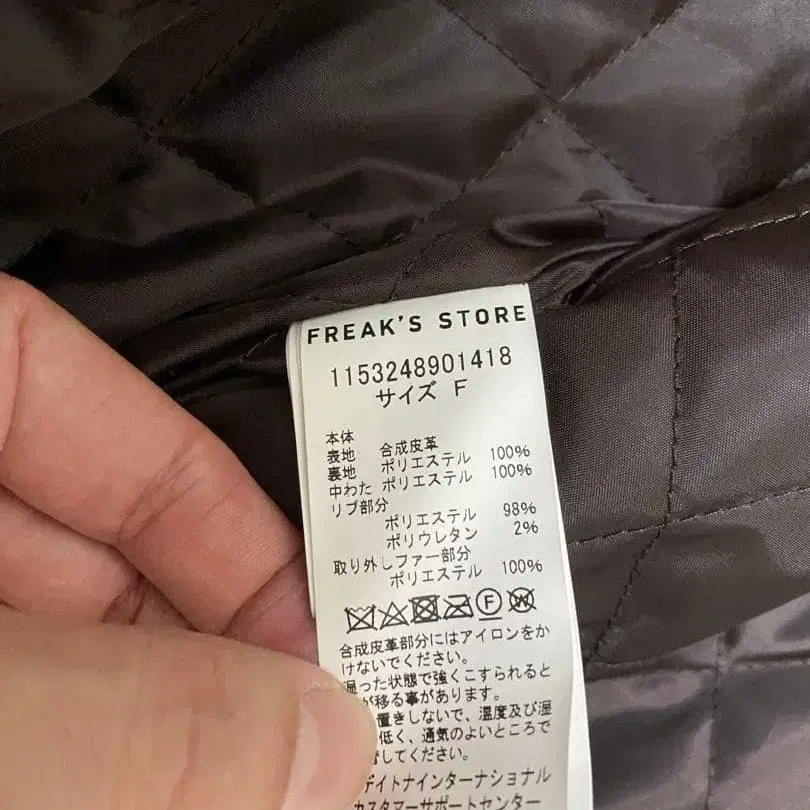 FREAK'S STORE
1153248901418
サイズ F
本体
表地 合成皮革
裏地 ポリエステル 100%
中わた ポリエステル 100%
リブ部分
ポリエステル 98%
ポリウレタン 2%
取り外しファー部分
ポリエステル 100%
F W
合成皮革部分にはアイロンをか
けないでください。
湿った状態で強くこすられると
が移る事があります。
置きしないで、温度及び湿
低く、通気のよいところで
してください。
デイトナインターナショナル
カスタマーサポートセンター